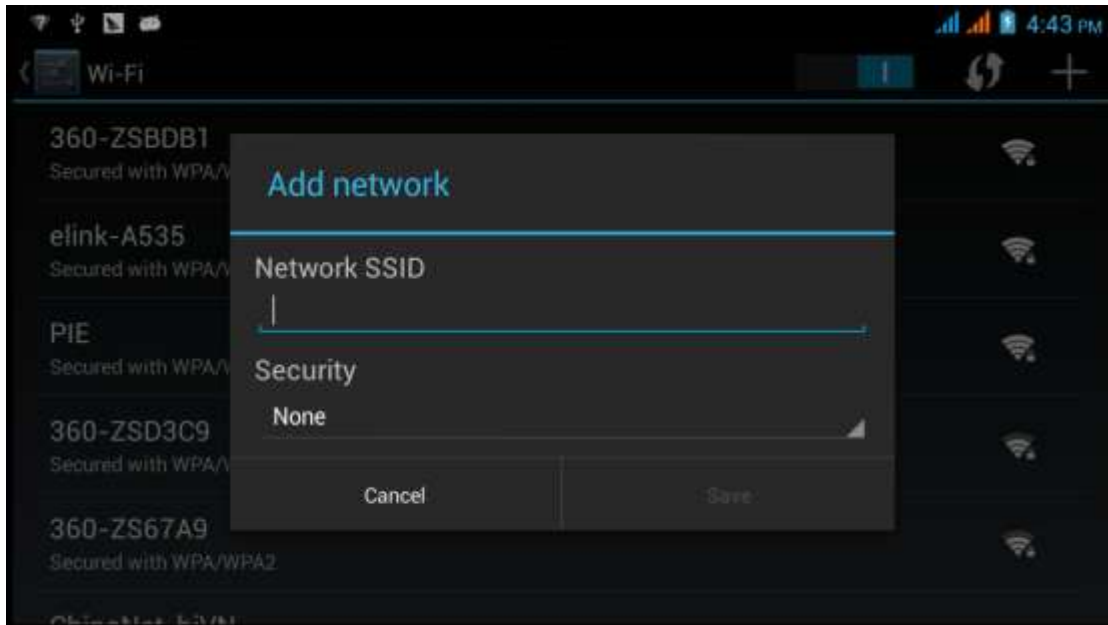 4:43 PM
Wi-Fi
360-ZSBDB1
Secured with WPA/
Add network
elink-A535
Secured with WPA/
Network SSID
PIE
Secured with WPA/
Security
None
360-ZSD3C9
Secured with WPA/
Cancel
Save
360-ZS67A9
Secured with WPA/WPA2